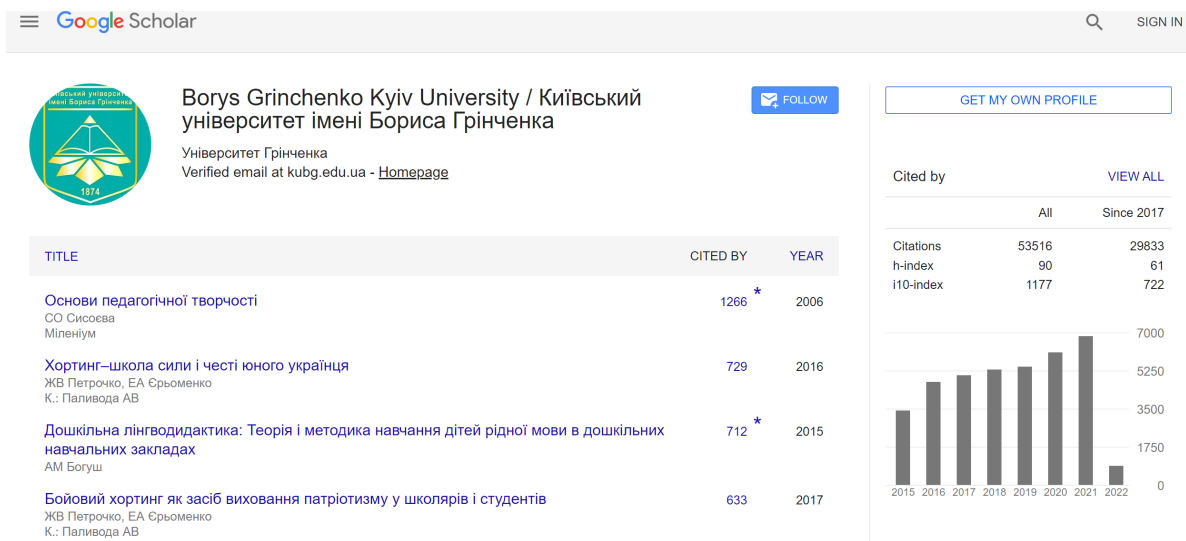 Google Scholar
SIGN IN
імені Бориса Грінченка
1874
Borys Grinchenko Kyiv University / Київський
університет імені Бориса Грінченка
FOLLOW
Університет Грінченка
Verified email at kubg.edu.ua - Homepage
TITLE CITED BY YEAR
Основи педагогічної творчості 1266 * 2006
СО Сисоєва
Міленіум
Хортинг–школа сили і честі юного українця 729 2016
ЖВ Петрочко, ЕА Єрьоменко
К.: Паливода АВ
Дошкільна лінгводидактика: Теорія і методика навчання дітей рідної мови в дошкільних 712 * 2015
навчальних закладах
АМ Богуш
Бойовий хортинг як засіб виховання патріотизму у школярів і студентів 633 2017
ЖВ Петрочко, ЕА Єрьоменко
К.: Паливода АВ
GET MY OWN PROFILE
Cited by VIEW ALL
All Since 2017
Citations 53516 29833
h-index 90 61
i10-index 1177 722
7000
5250
3500
1750
0
2015 2016 2017 2018 2019 2020 2021 2022